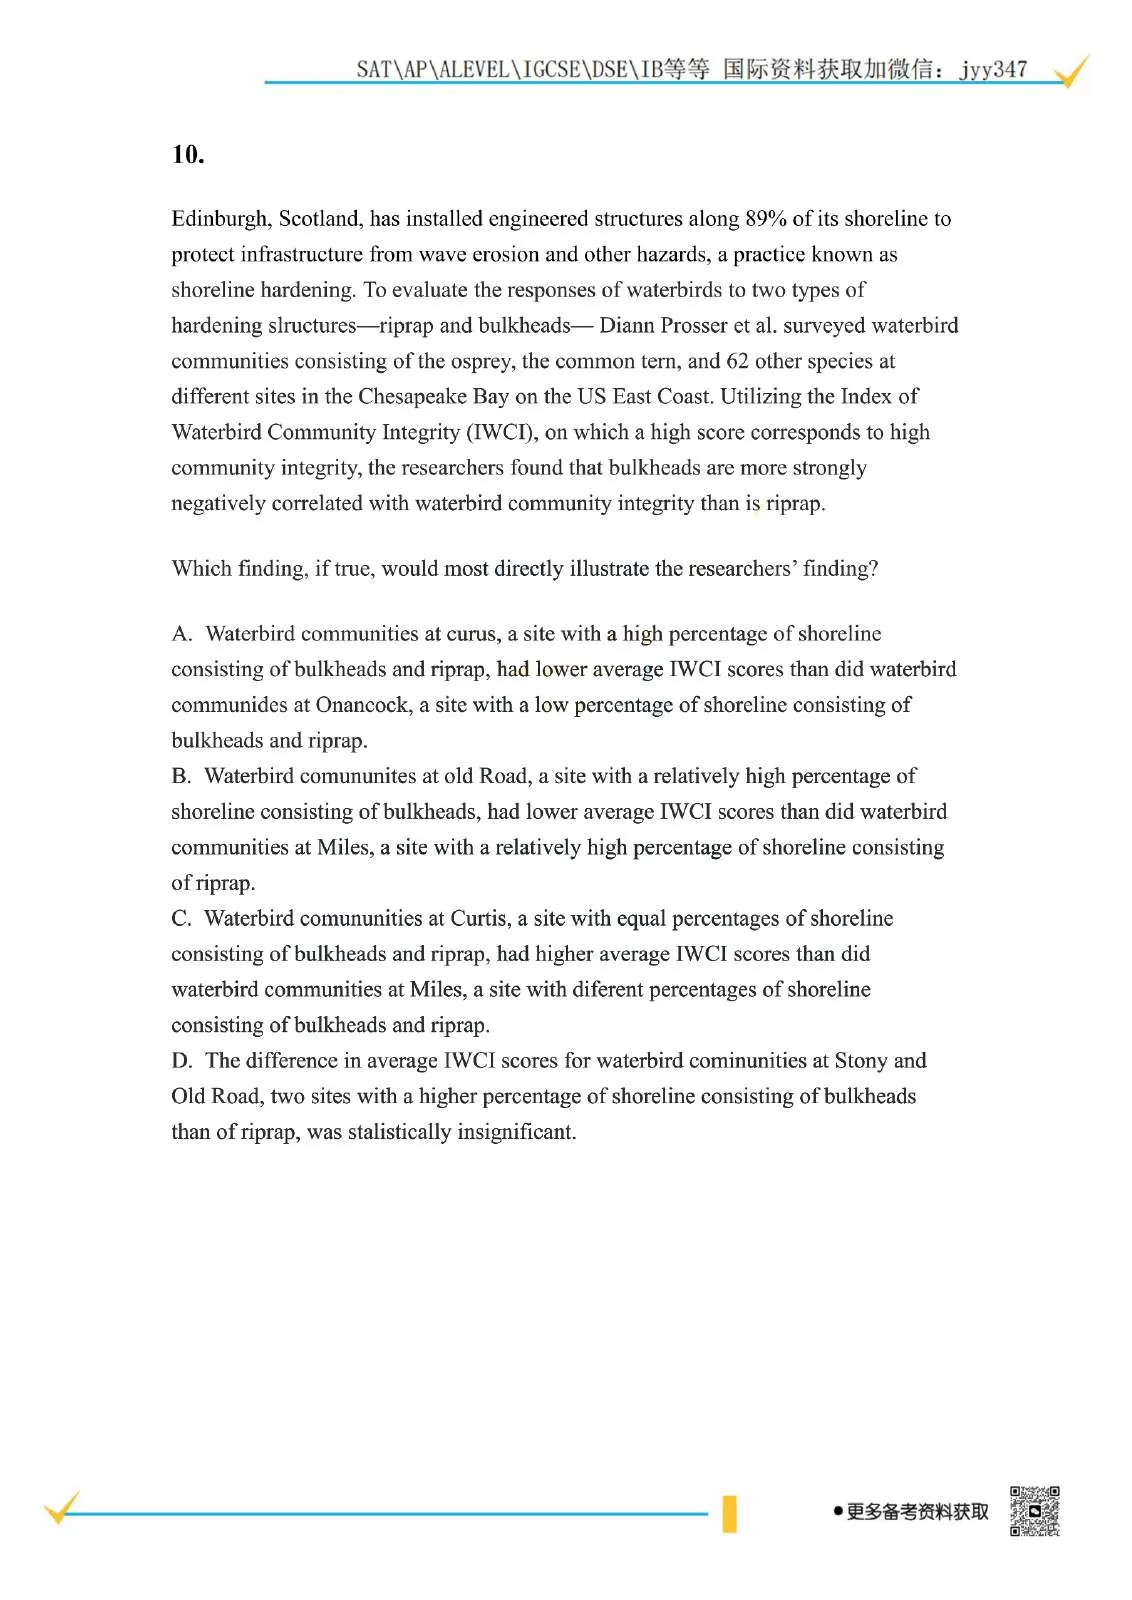 SAT\AP\ALEVEL\IGCSE\DSE\IB等等 国际资料获取加微信：jyy347
10.
Edinburgh, Scotland, has installed engineered structures along 89% of its shoreline to
protect infrastructure from wave erosion and other hazards, a practice known as
shoreline hardening. To evaluate the responses of waterbirds to two types of
hardening slructures—riprap and bulkheads— Diann Prosser et al. surveyed waterbird
communities consisting of the osprey, the common tern, and 62 other species at
different sites in the Chesapeake Bay on the US East Coast. Utilizing the Index of
Waterbird Community Integrity (IWCI), on which a high score corresponds to high
community integrity, the researchers found that bulkheads are more strongly
negatively correlated with waterbird community integrity than is riprap.
Which finding, if true, would most directly illustrate the researchers' finding?
A. Waterbird communities at curus, a site with a high percentage of shoreline
consisting of bulkheads and riprap, had lower average IWCI scores than did waterbird
communides at Onancock, a site with a low percentage of shoreline consisting of
bulkheads and riprap.
B. Waterbird comununites at old Road, a site with a relatively high percentage of
shoreline consisting of bulkheads, had lower average IWCI scores than did waterbird
communities at Miles, a site with a relatively high percentage of shoreline consisting
of riprap.
C. Waterbird comununities at Curtis, a site with equal percentages of shoreline
consisting of bulkheads and riprap, had higher average IWCI scores than did
waterbird communities at Miles, a site with diferent percentages of shoreline
consisting of bulkheads and riprap.
D. The difference in average IWCI scores for waterbird cominunities at Stony and
Old Road, two sites with a higher percentage of shoreline consisting of bulkheads
than of riprap, was stalistically insignificant.
●更多备考资料获取